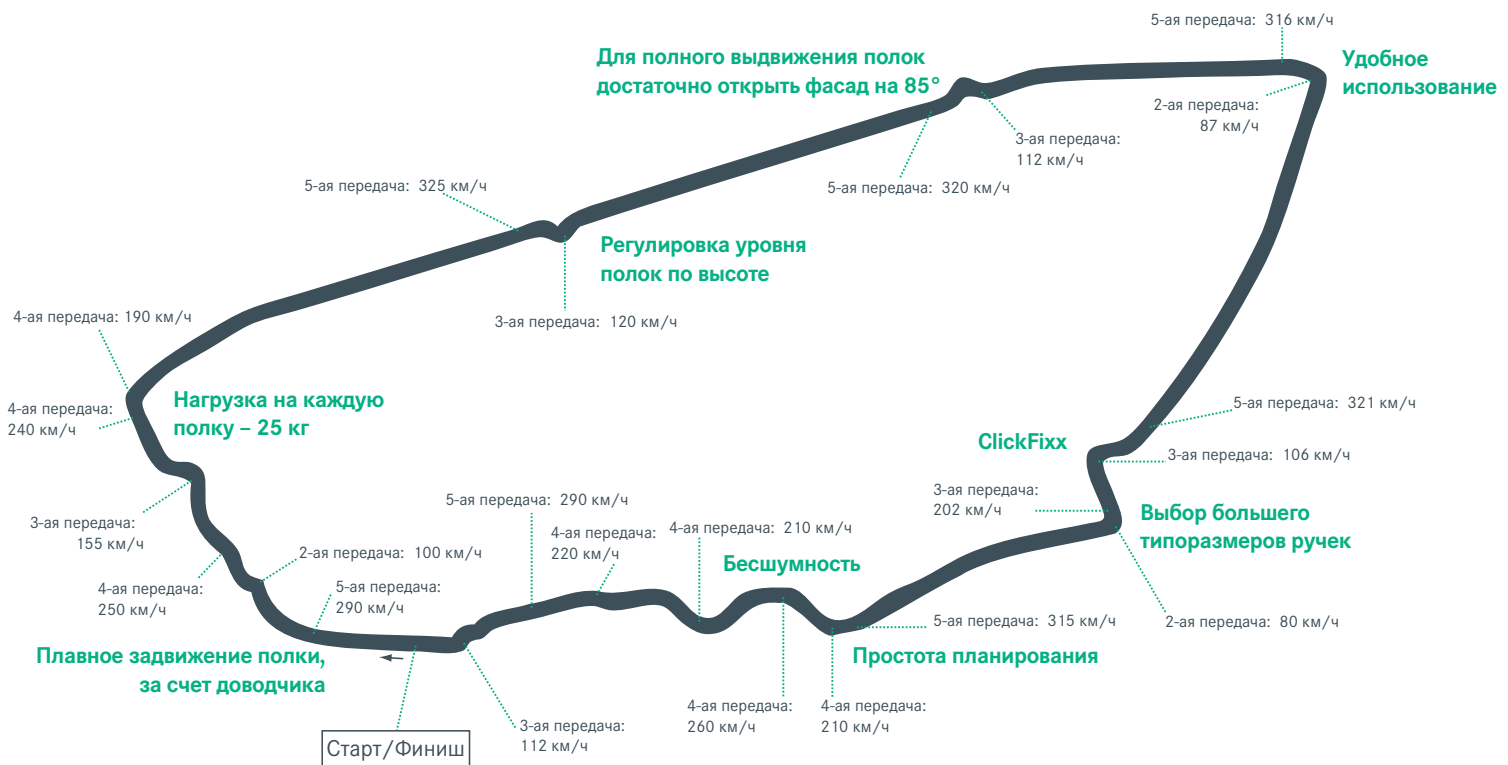 5-ая передача: 316 км/ч
Для полного выдвижения полок
достаточно открыть фасад на 85°
Удобное
использование
2-ая передача:
87 км/ч
3-ая передача:
112 км/ч
5-ая передача: 325 км/ч
5-ая передача: 320 км/ч
Регулировка уровня
полок по высоте
4-ая передача: 190 км/ч
3-ая передача: 120 км/ч
Нагрузка на каждую
полку – 25 кг
4-ая передача:
240 км/ч
5-ая передача: 321 км/ч
ClickFixx
3-ая передача: 106 км/ч
3-ая передача:
202 км/ч
5-ая передача: 290 км/ч
Выбор большего
типоразмеров ручек
3-ая передача:
155 км/ч
4-ая передача: 210 км/ч
4-ая передача:
220 км/ч
2-ая передача: 100 км/ч
Бесшумность
4-ая передача:
250 км/ч
5-ая передача:
290 км/ч
5-ая передача: 315 км/ч
2-ая передача: 80 км/ч
Плавное задвижение полки,
за счет доводчика
Простота планирования
4-ая передача:
260 км/ч
4-ая передача:
210 км/ч
3-ая передача:
112 км/ч
Старт/Финиш